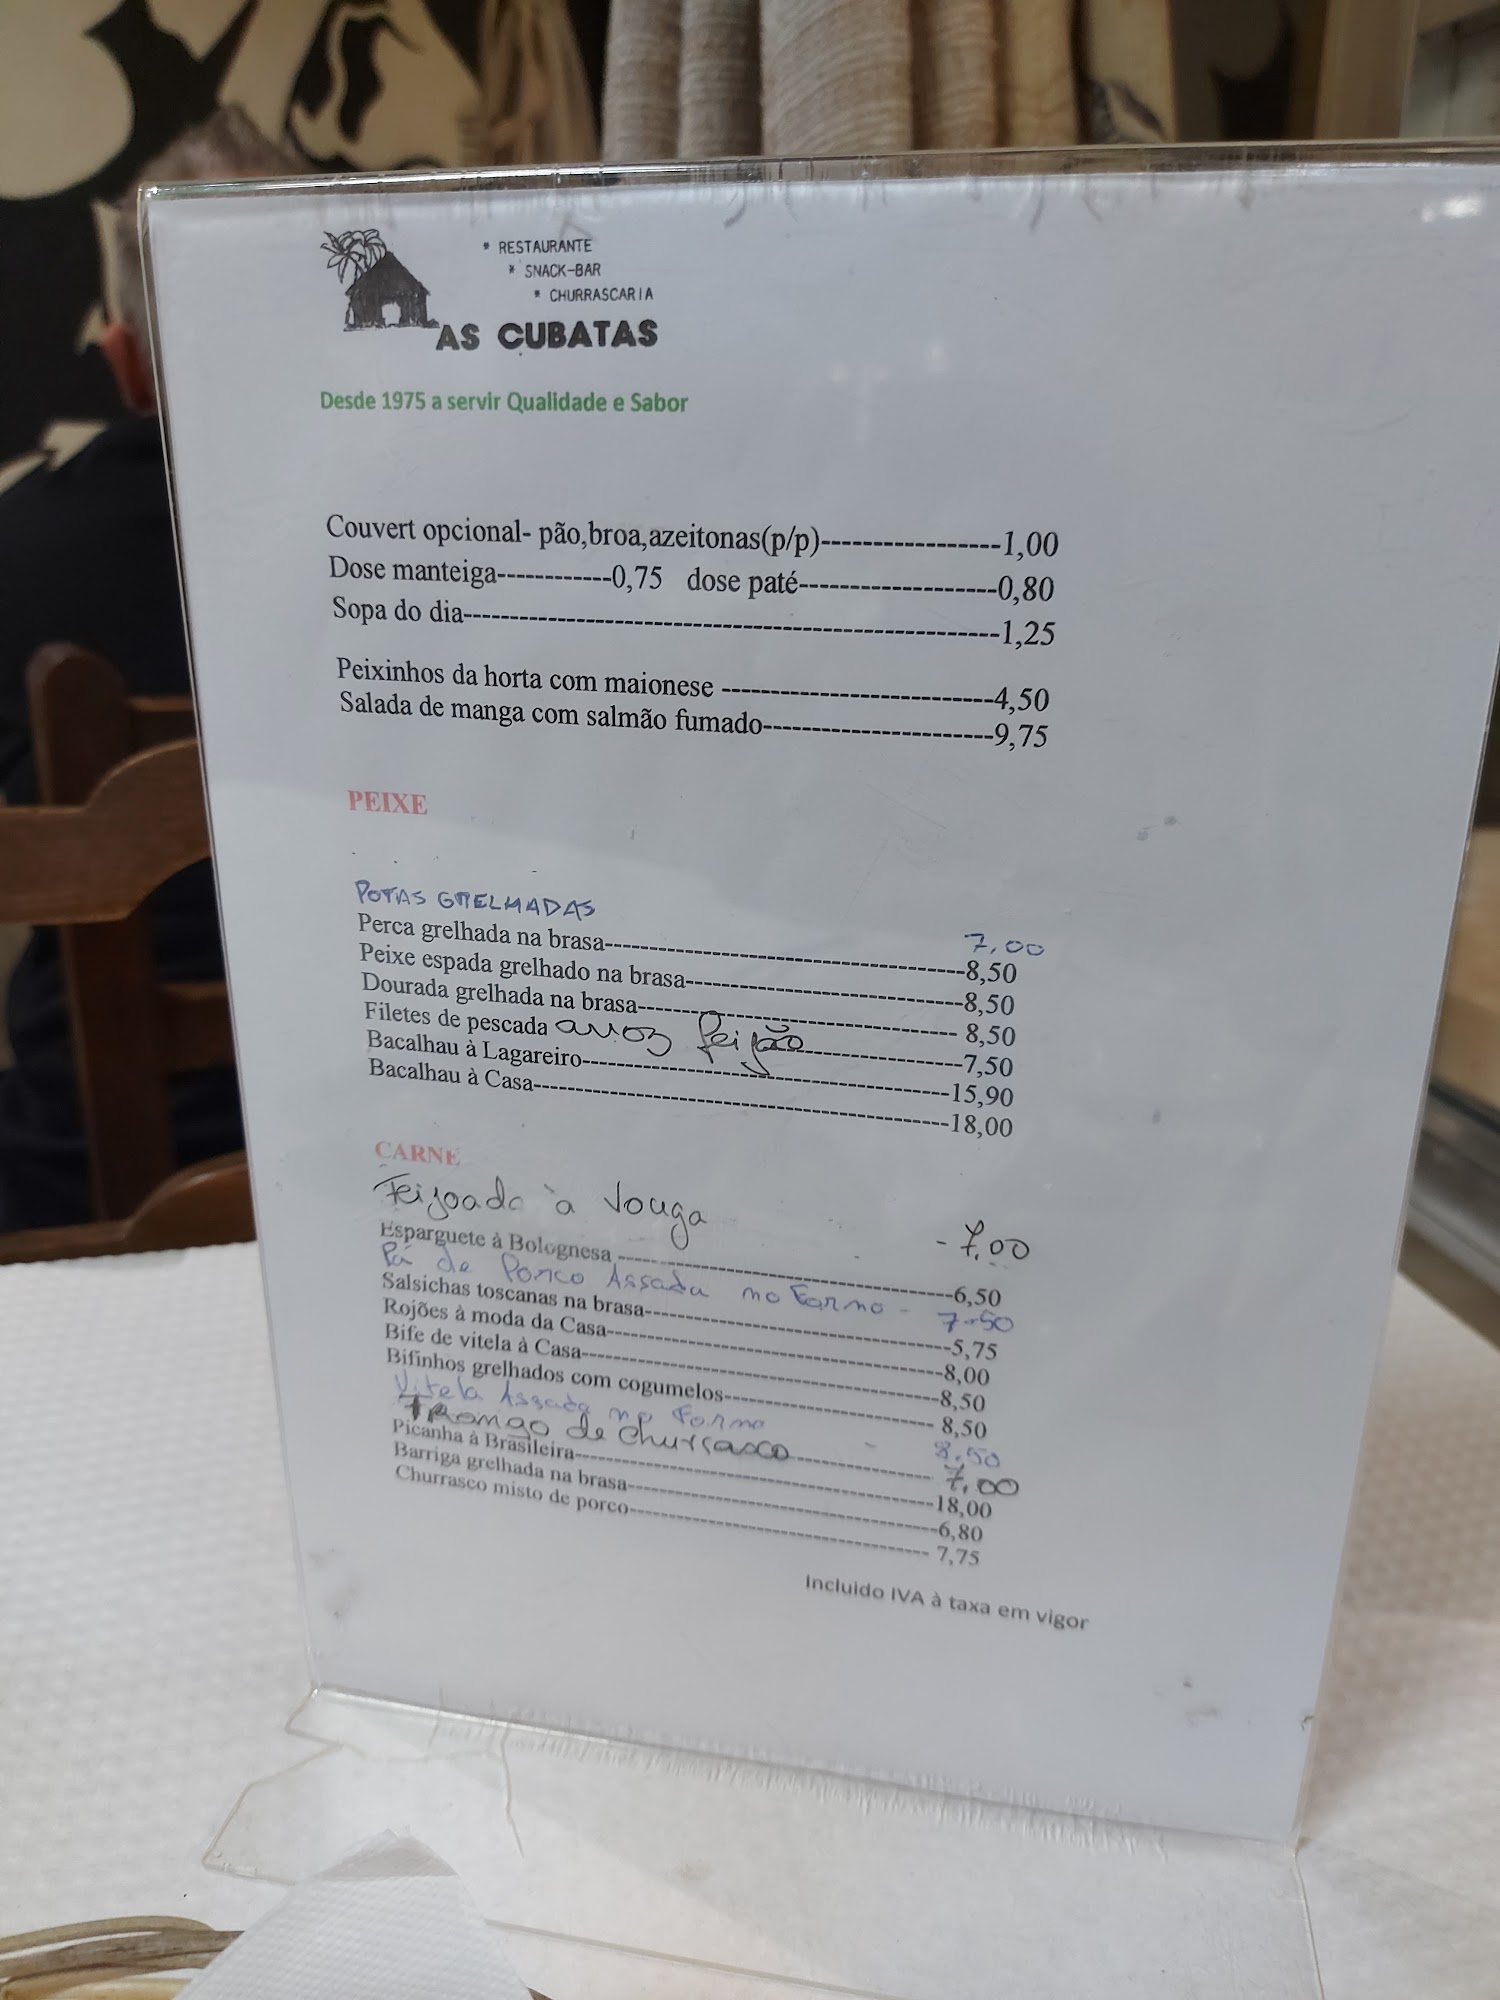 * RESTAURANTE
* SNACK-BAR
* CHURRASCARIA
AS CUBATAS
Desde 1975 a servir Qualidade e Sabor
Couvert opcional- pão,broa,azeitonas(p/p)-----------------1,00
Dose manteiga------------0,75 dose paté-------------------0,80
Sopa do dia----------------------------------------------------1,25
Peixinhos da horta com maionese --------------------------4,50
Salada de manga com salmão fumado----------------------9,75
PEIXE
POTAS GRELHADAS 7,00
Perca grelhada na brasa----------------------------------------8,50
Peixe espada grelhado na brasa-------------------------------8,50
Dourada grelhada na brasa----------------------------------- 8,50
Filetes de pescada arroz feijão------------------7,50
Bacalhau à Lagareiro------------------------------------------15,90
Bacalhau à Casa-----------------------------------------------18,00
CARNE
Feijoada à Vouga - 7,00
Esparguete à Bolognesa ---------------------------------------6,50
Pá de Porco Assada no Forno - 7-50
Salsichas toscanas na brasa-----------------------------------5,75
Rojões à moda da Casa----------------------------------------8,00
Bife de vitela à Casa-------------------------------------------8,50
Bifinhos grelhados com cogumelos------------------------- 8,50
Vitela Assada no Forno - 8,50
Frango de Churrasco---------------- 7,00
Picanha à Brasileira------------------------------------------18,00
Barriga grelhada na brasa------------------------------------6,80
Churrasco misto de porco----------------------------------- 7,75
Incluido IVA à taxa em vigor